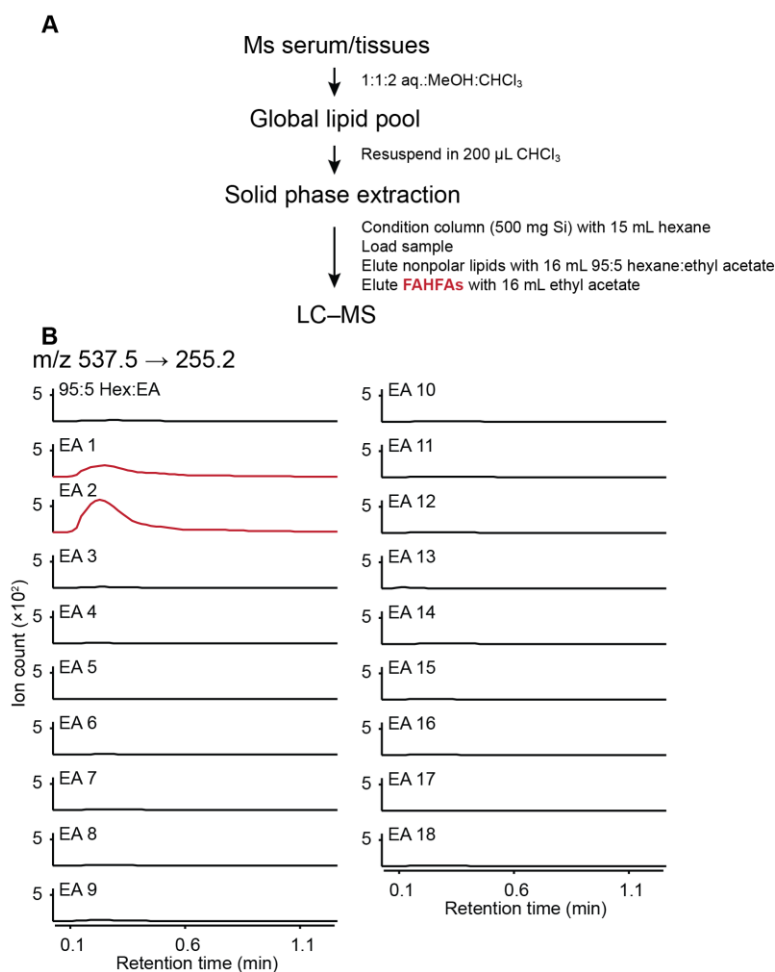 A
Ms serum/tissues
1:1:2 aq.:MeOH:CHCl₃
Global lipid pool
Resuspend in 200 µL CHCl₃
Solid phase extraction
Condition column (500 mg Si) with 15 mL hexane
Load sample
Elute nonpolar lipids with 16 mL 95:5 hexane:ethyl acetate
Elute FAHFAs with 16 mL ethyl acetate
LC–MS
B
m/z 537.5 → 255.2
Ion count (×10²)
5 95:5 Hex:EA
5 EA 1
5 EA 2
5 EA 3
5 EA 4
5 EA 5
5 EA 6
5 EA 7
5 EA 8
5 EA 9
0.1 0.6 1.1
Retention time (min)
5 EA 10
5 EA 11
5 EA 12
5 EA 13
5 EA 14
5 EA 15
5 EA 16
5 EA 17
5 EA 18
0.1 0.6 1.1
Retention time (min)